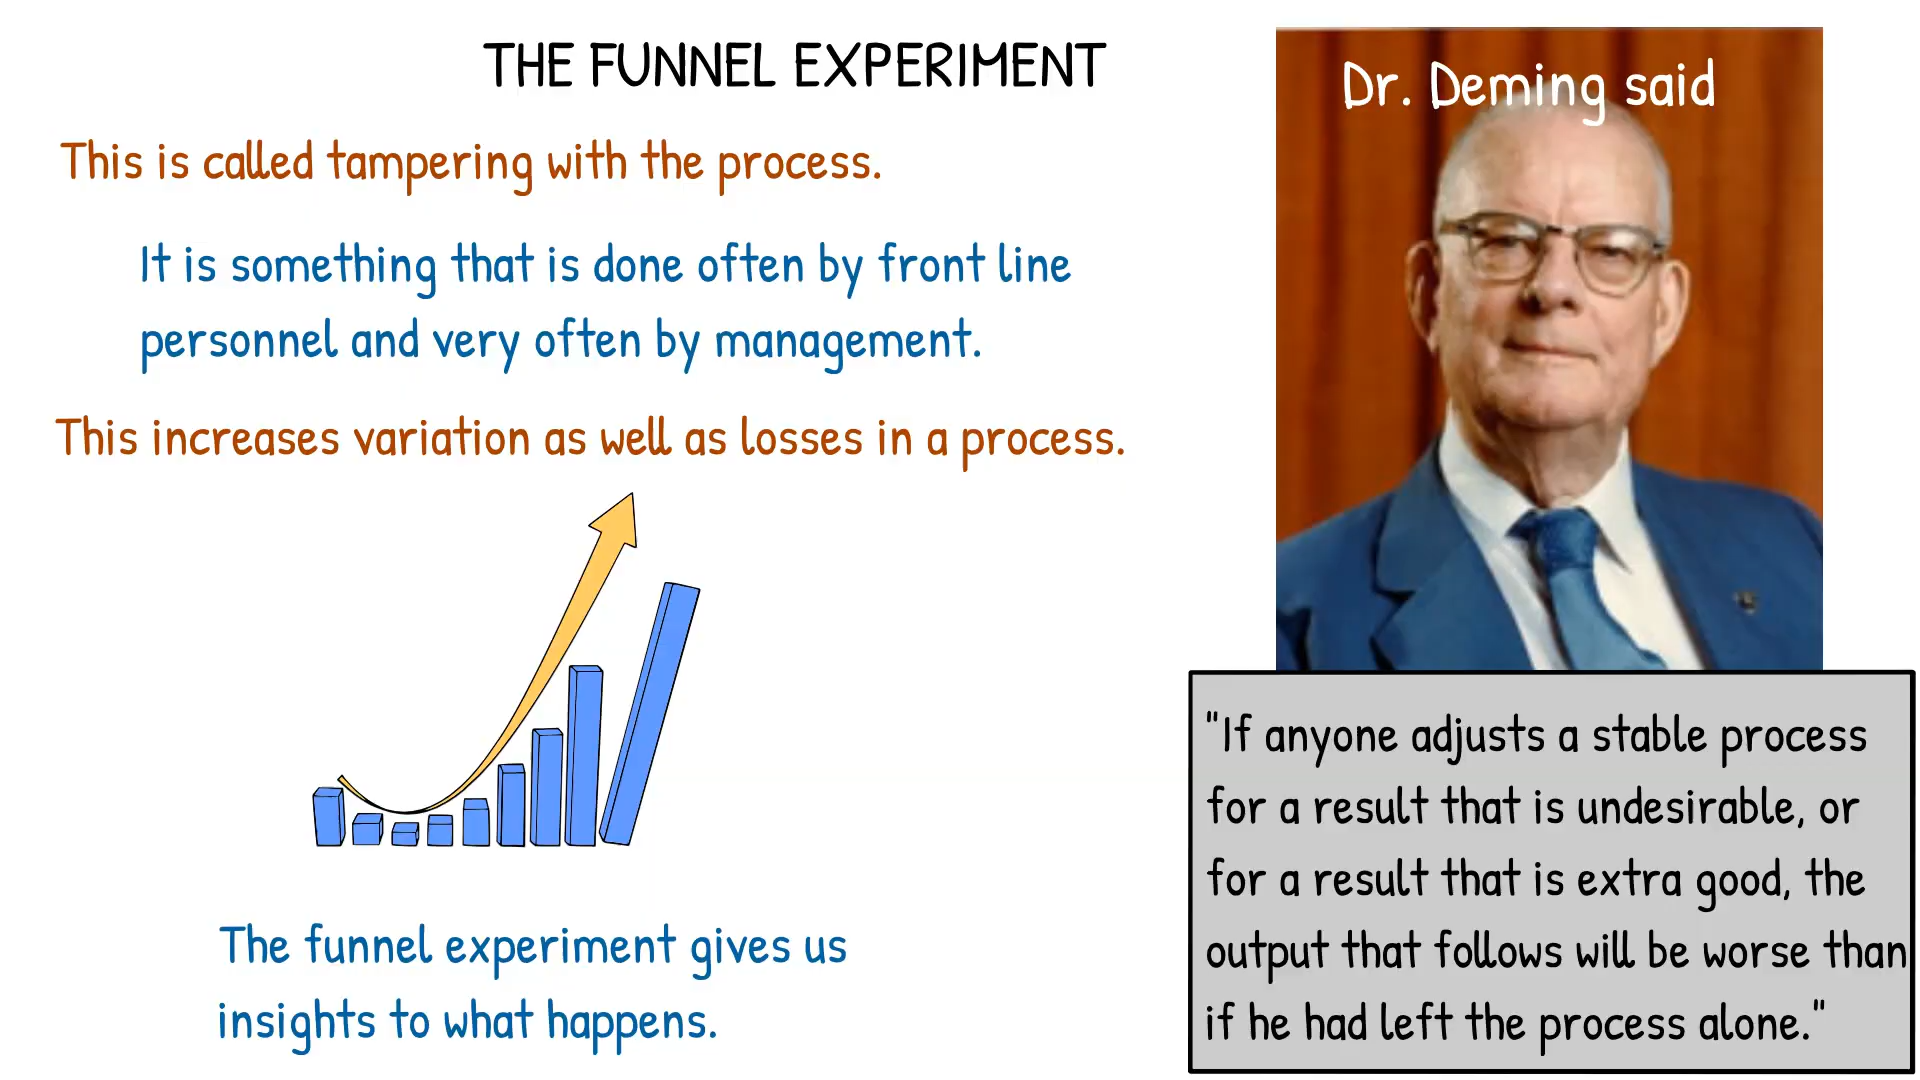 THE FUNNEL EXPERIMENT
This is called tampering with the process.
It is something that is done often by front line
personnel and very often by management.
This increases variation as well as losses in a process.
The funnel experiment gives us
insights to what happens.
Dr. Deming said
"If anyone adjusts a stable process
for a result that is undesirable, or
for a result that is extra good, the
output that follows will be worse than
if he had left the process alone."